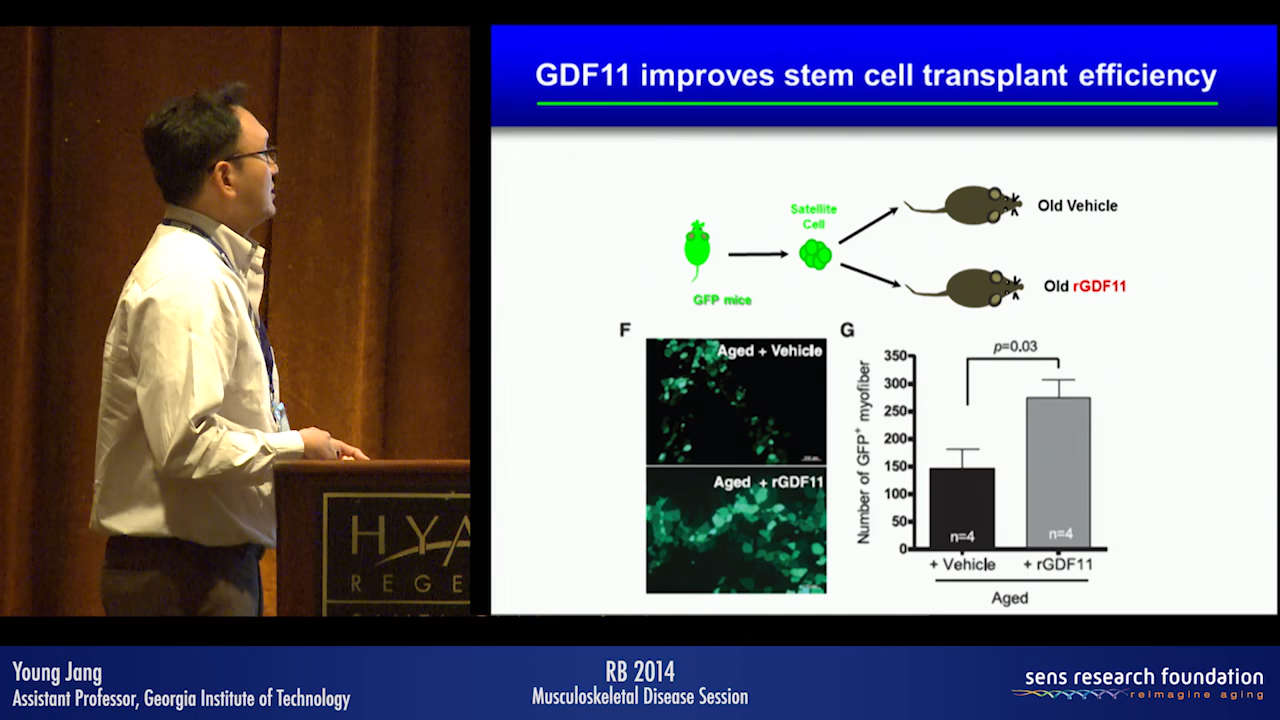 GDF11 improves stem cell transplant efficiency
Satellite
Cell
GFP mice
Old Vehicle
Old rGDF11
F
Aged + Vehicle
Aged + rGDF11
G
p=0.03
Number of GFP+ myofiber
350
300
250
200
150
100
50
0
n=4
n=4
+ Vehicle
+ rGDF11
Aged
HYA
REGE
Young Jang
Assistant Professor, Georgia Institute of Technology
RB 2014
Musculoskeletal Disease Session
sens research foundation
reimagine aging